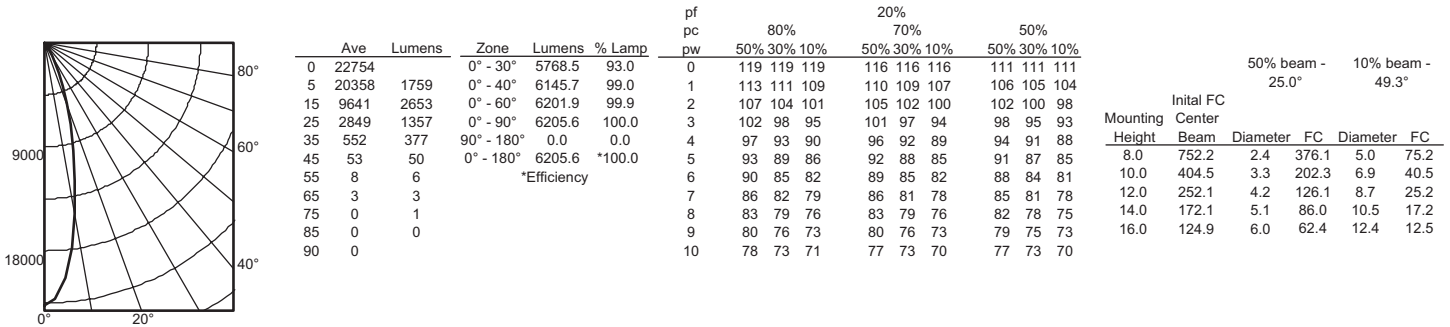 80°
60°
40°
9000
18000
0° 20°
Ave Lumens
0 22754
5 20358 1759
15 9641 2653
25 2849 1357
35 552 377
45 53 50
55 8 6
65 3 3
75 0 1
85 0 0
90 0
Zone Lumens % Lamp
0° - 30° 5768.5 93.0
0° - 40° 6145.7 99.0
0° - 60° 6201.9 99.9
0° - 90° 6205.6 100.0
90° - 180° 0.0 0.0
0° - 180° 6205.6 *100.0
*Efficiency
pf 20%
pc 80% 70% 50%
pw 50% 30% 10% 50% 30% 10% 50% 30% 10%
0 119 119 119 116 116 116 111 111 111
1 113 111 109 110 109 107 106 105 104
2 107 104 101 105 102 100 102 100 98
3 102 98 95 101 97 94 98 95 93
4 97 93 90 96 92 89 94 91 88
5 93 89 86 92 88 85 91 87 85
6 90 85 82 89 85 82 88 84 81
7 86 82 79 86 81 78 85 81 78
8 83 79 76 83 79 76 82 78 75
9 80 76 73 80 76 73 79 75 73
10 78 73 71 77 73 70 77 73 70
50% beam - 10% beam -
25.0° 49.3°
Inital FC
Mounting Center
Height Beam Diameter FC Diameter FC
8.0 752.2 2.4 376.1 5.0 75.2
10.0 404.5 3.3 202.3 6.9 40.5
12.0 252.1 4.2 126.1 8.7 25.2
14.0 172.1 5.1 86.0 10.5 17.2
16.0 124.9 6.0 62.4 12.4 12.5